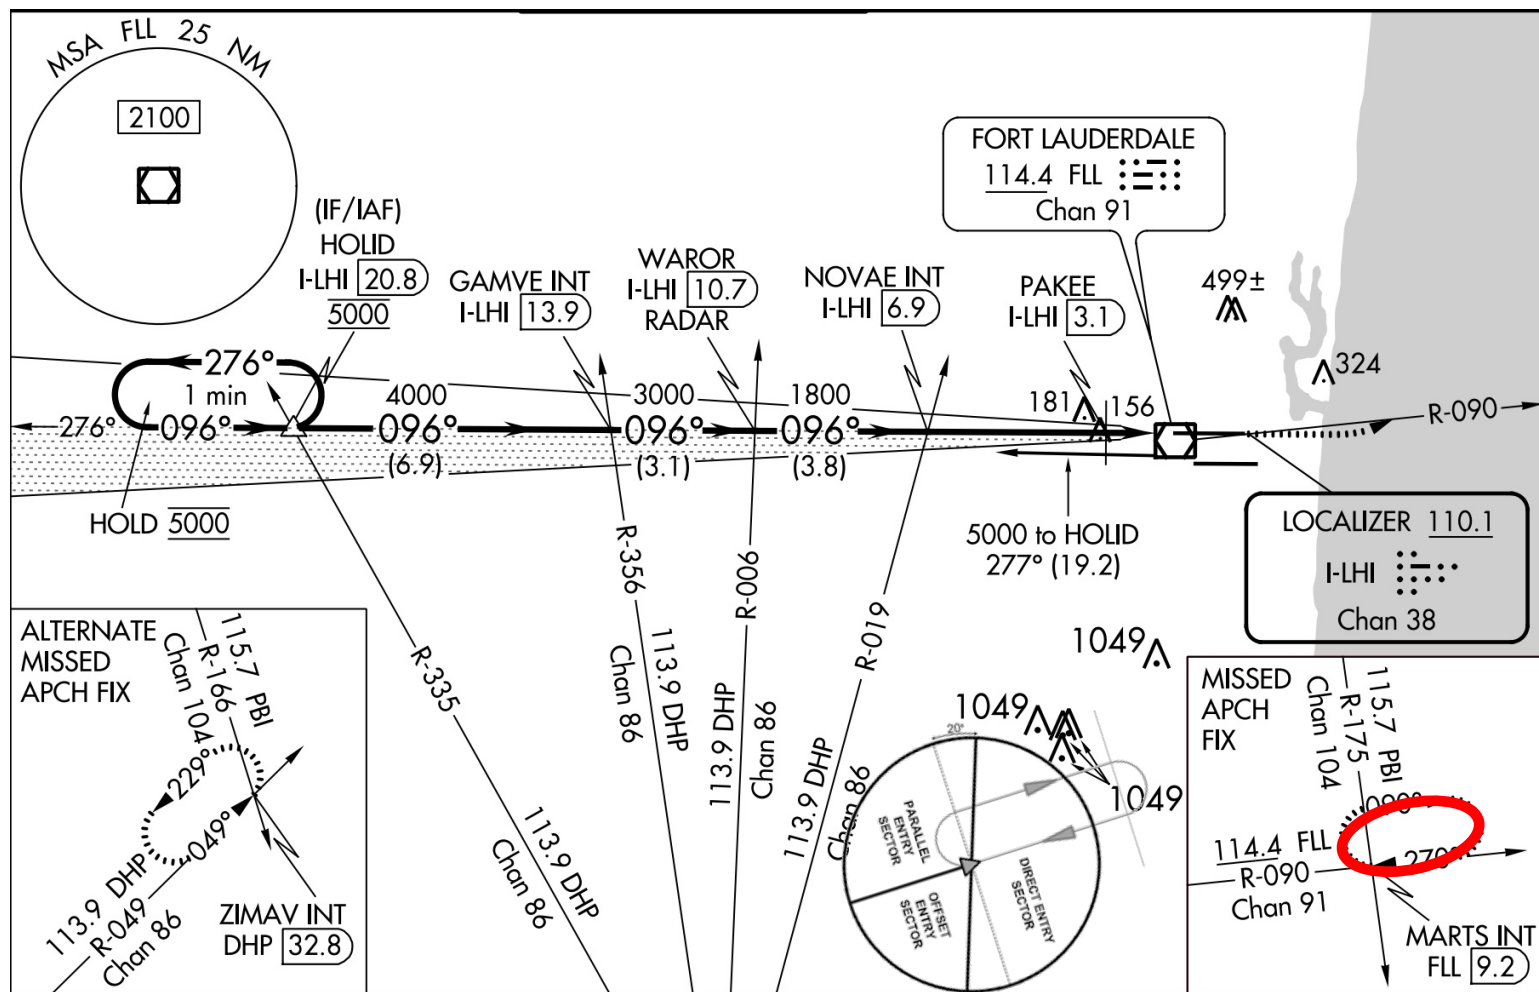 MSA FLL 25 NM
2100
(IF/IAF)
HOLID
I-LHI 20.8
5000
GAMVE INT
I-LHI 13.9
WAROR
I-LHI 10.7
RADAR
NOVAE INT
I-LHI 6.9
PAKEE
I-LHI 3.1
FORT LAUDERDALE
114.4 FLL
Chan 91
499±
324
276°
1 min
276°
096°
4000
096°
(6.9)
3000
096°
(3.1)
1800
096°
(3.8)
181
156
R-090
HOLD 5000
5000 to HOLID
277° (19.2)
LOCALIZER 110.1
I-LHI
Chan 38
R-335
113.9 DHP
Chan 86
R-356
113.9 DHP
Chan 86
R-006
113.9 DHP
Chan 86
R-019
113.9 DHP
Chan 86
1049
1049
1049
20°
PARALLEL
ENTRY
SECTOR
OFFSET
ENTRY
SECTOR
DIRECT ENTRY
SECTOR
ALTERNATE
MISSED
APCH FIX
115.7 PBI
R-166
Chan 104
229°
049°
113.9 DHP
R-049
Chan 86
ZIMAV INT
DHP 32.8
MISSED
APCH
FIX
115.7 PBI
R-175
Chan 104
090°
270°
114.4 FLL
R-090
Chan 91
MARTS INT
FLL 9.2